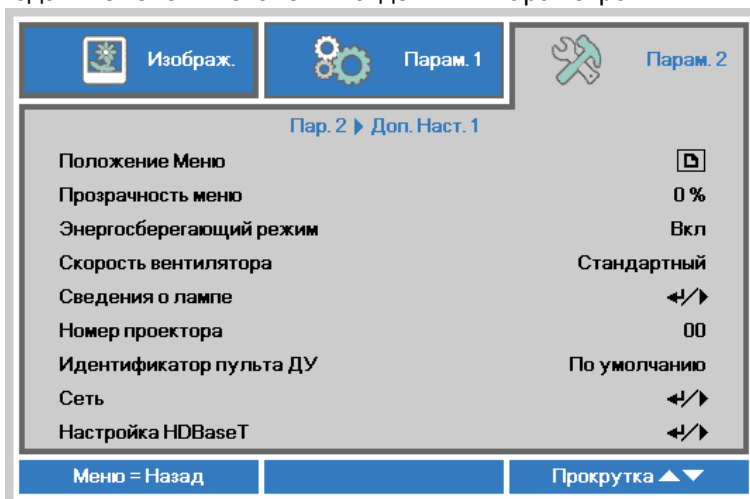 Изображ.
Парам. 1
Парам. 2
Пар. 2 Доп. Наст. 1
Положение Меню
Прозрачность меню 0 %
Энергосберегающий режим Вкл
Скорость вентилятора Стандартный
Сведения о лампе
Номер проектора 00
Идентификатор пульта ДУ По умолчанию
Сеть
Настройка HDBaseT
Меню = Назад
Прокрутка